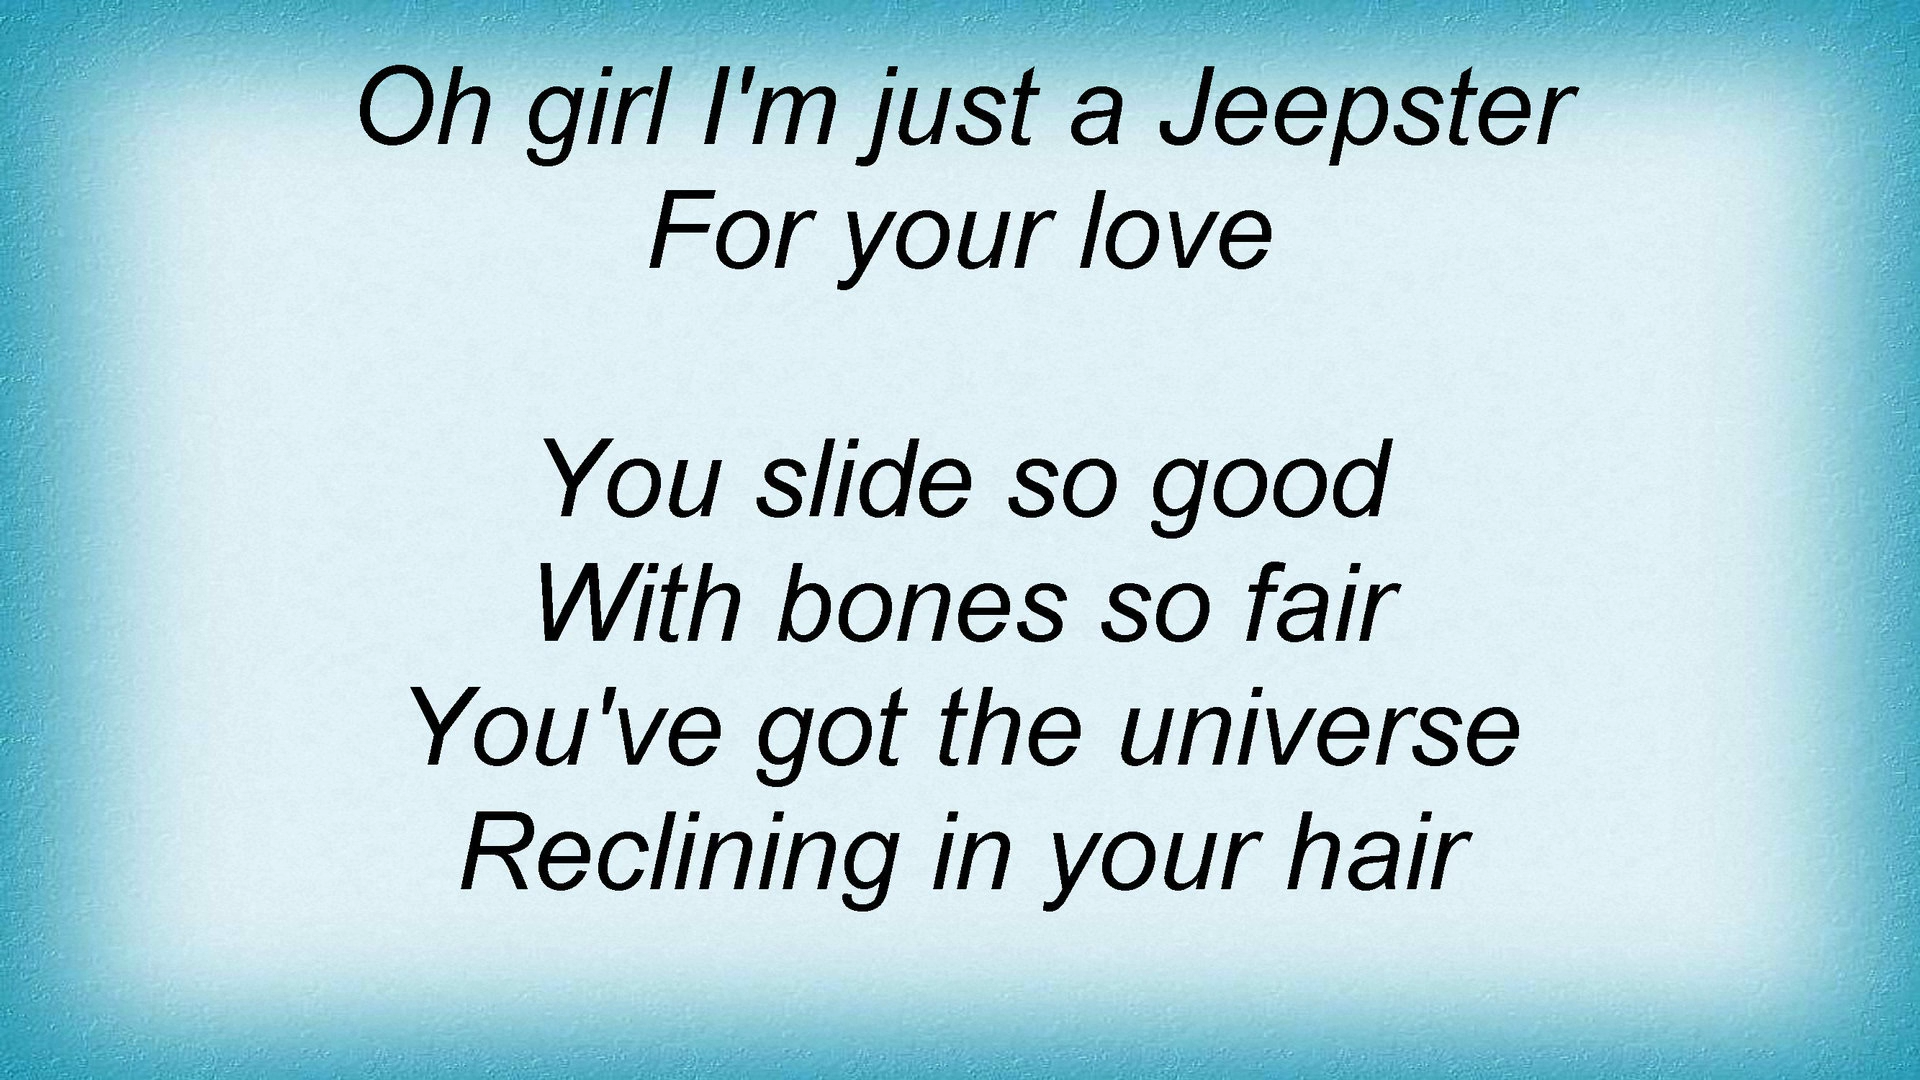 Oh girl I'm just a Jeepster
For your love
You slide so good
With bones so fair
You've got the universe
Reclining in your hair